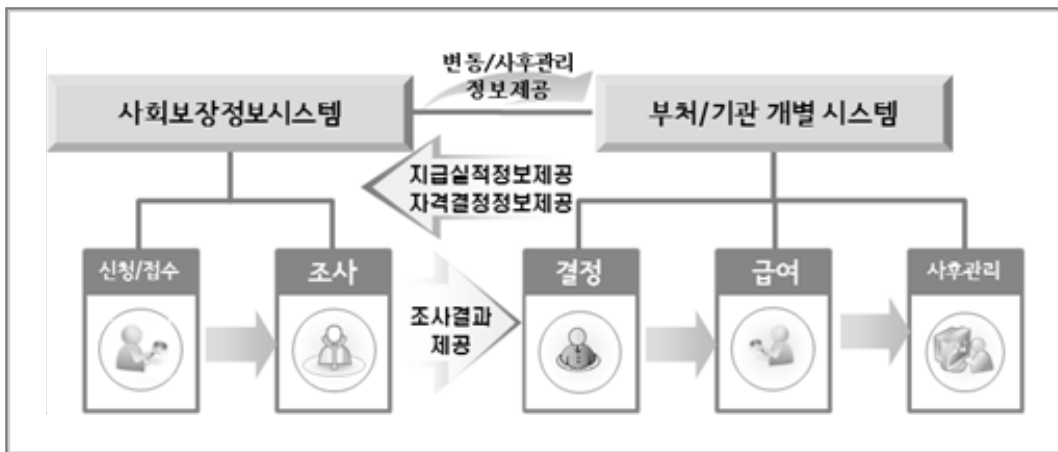 변동/사후관리
정보제공
사회보장정보시스템
부처/기관 개별 시스템
지급실적정보제공
자격결정정보제공
신청/접수
조사
조사결과
제공
결정
급여
사후관리